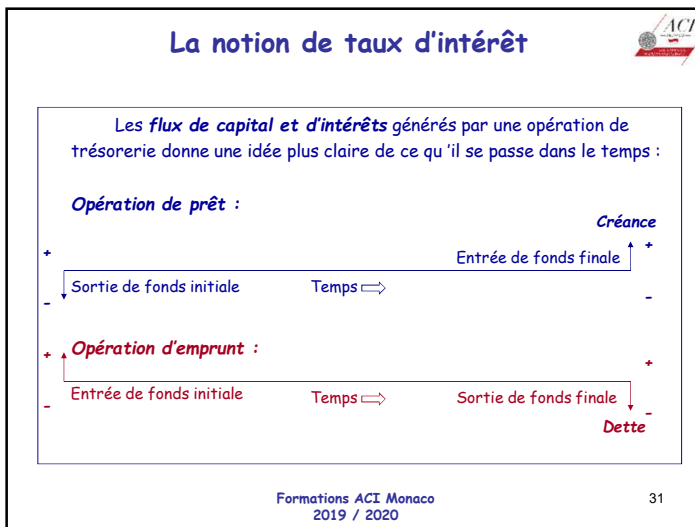 La notion de taux d'intérêt
ACI
Les flux de capital et d'intérêts générés par une opération de
trésorerie donne une idée plus claire de ce qu 'il se passe dans le temps :
Opération de prêt :
Créance
+ Entrée de fonds finale +
Sortie de fonds initiale Temps
- -
+ Opération d'emprunt :
+
Entrée de fonds initiale Temps Sortie de fonds finale
- -
Dette
Formations ACI Monaco 31
2019 / 2020